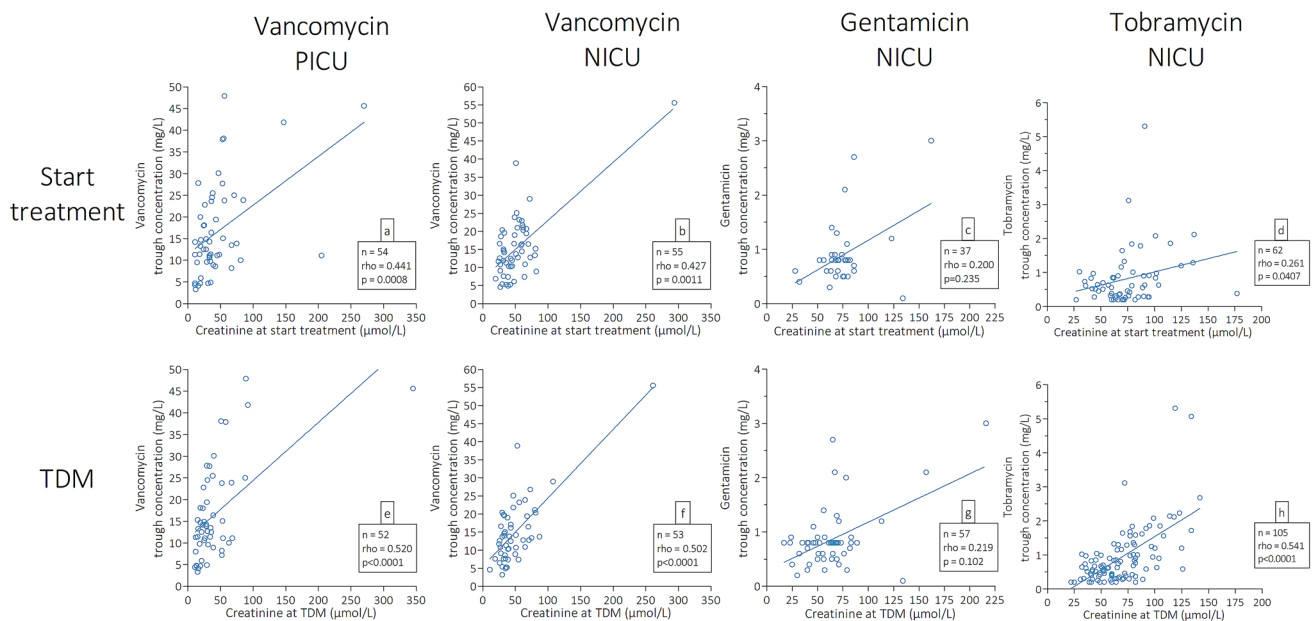 Vancomycin
PICU
Vancomycin
NICU
Gentamicin
NICU
Tobramycin
NICU
Start
treatment
Vancomycin
trough concentration (mg/L)
50
45
40
35
30
25
20
15
10
5
0
0 50 100 150 200 250 300 350
Creatinine at start treatment (µmol/L)
a
n = 54
rho = 0.441
p = 0.0008
Vancomycin
trough concentration (mg/L)
60
55
50
45
40
35
30
25
20
15
10
5
0
0 50 100 150 200 250 300 350
Creatinine at start treatment (µmol/L)
b
n = 55
rho = 0.427
p = 0.0011
Gentamicin
trough concentration (mg/L)
4
3
2
1
0
0 25 50 75 100 125 150 175 200 225
Creatinine at start treatment (µmol/L)
c
n = 37
rho = 0.200
p=0.235
Tobramycin
trough concentration (mg/L)
6
5
4
3
2
1
0
0 25 50 75 100 125 150 175 200
Creatinine at start treatment (µmol/L)
d
n = 62
rho = 0.261
p = 0.0407
TDM
Vancomycin
trough concentration (mg/L)
50
45
40
35
30
25
20
15
10
5
0
0 50 100 150 200 250 300 350
Creatinine at TDM (µmol/L)
e
n = 52
rho = 0.520
p<0.0001
Vancomycin
trough concentration (mg/L)
60
55
50
45
40
35
30
25
20
15
10
5
0
0 50 100 150 200 250 300 350
Creatinine at TDM (µmol/L)
f
n = 53
rho = 0.502
p<0.0001
Gentamicin
trough concentration (mg/L)
4
3
2
1
0
0 25 50 75 100 125 150 175 200 225
Creatinine at TDM (µmol/L)
g
n = 57
rho = 0.219
p = 0.102
Tobramycin
trough concentration (mg/L)
6
5
4
3
2
1
0
0 25 50 75 100 125 150 175 200
Creatinine at TDM (µmol/L)
h
n = 105
rho = 0.541
p<0.0001